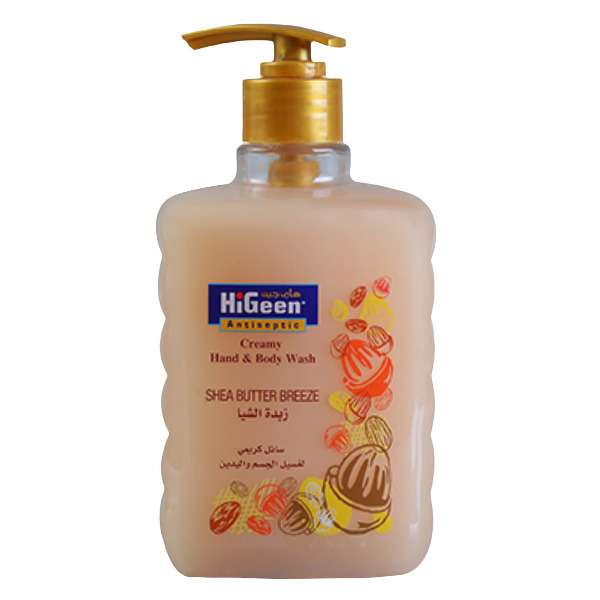 هاي جين
HiGeen
Antiseptic
Creamy
Hand & Body Wash
SHEA BUTTER BREEZE
زبدة الشيا
سائل كريمي
لغسيل الجسم واليدين